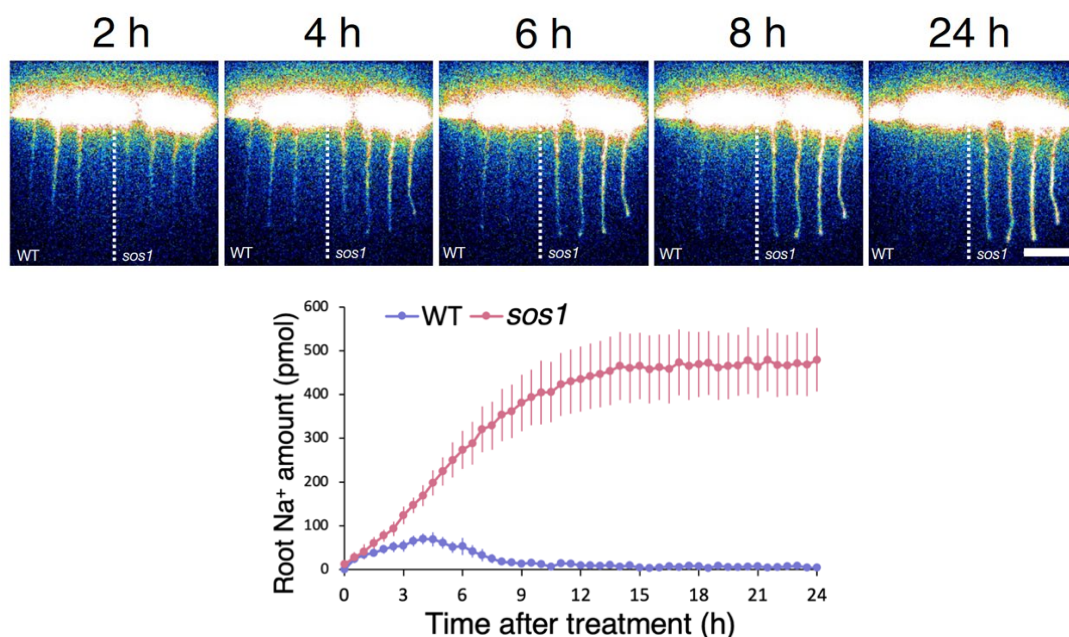 2 h 4 h 6 h 8 h 24 h
WT sos1 WT sos1 WT sos1 WT sos1 WT sos1
WT sos1
Root Na⁺ amount (pmol)
600
500
400
300
200
100
0
0 3 6 9 12 15 18 21 24
Time after treatment (h)